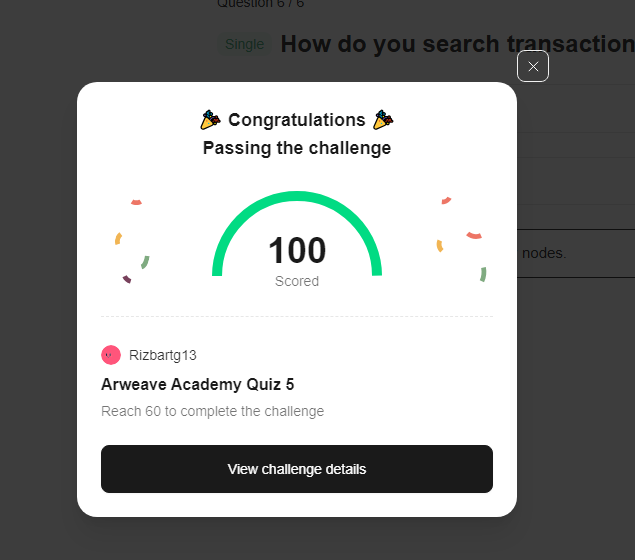 Question 6 / 6
Single How do you search transaction
Congratulations
Passing the challenge
100
Scored
nodes.
Rizbartg13
Arweave Academy Quiz 5
Reach 60 to complete the challenge
View challenge details